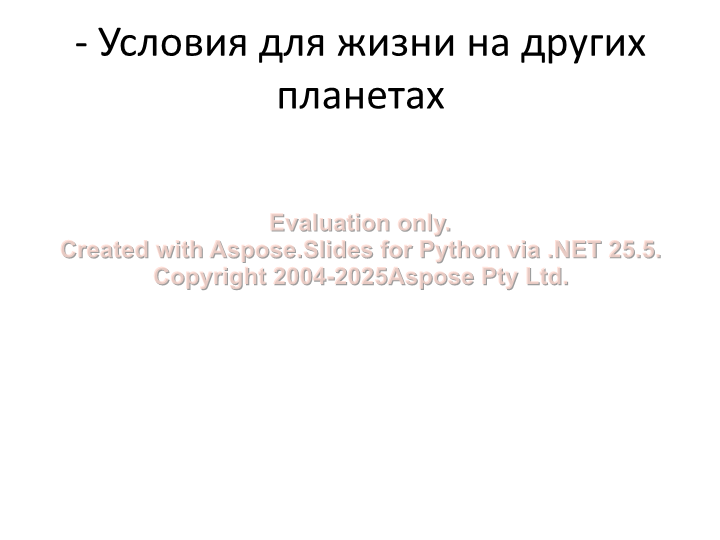 - Условия для жизни на других
планетах
Evaluation only.
Created with Aspose.Slides for Python via .NET 25.5.
Copyright 2004-2025Aspose Pty Ltd.